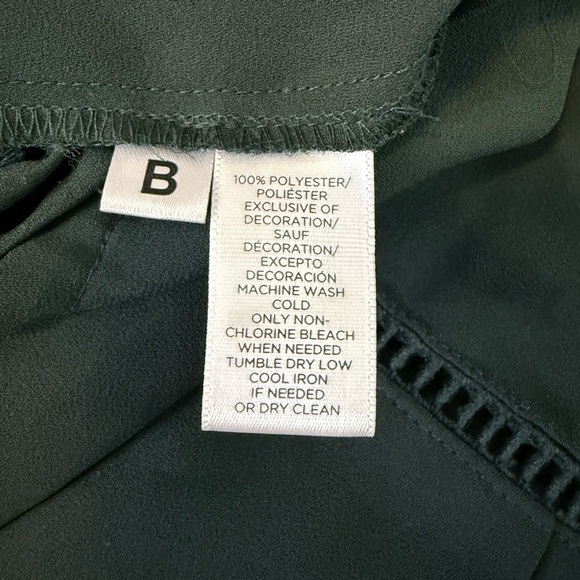 B
100% POLYESTER/
POLIÉSTER
EXCLUSIVE OF
DECORATION/
SAUF
DÉCORATION/
EXCEPTO
DECORACIÓN
MACHINE WASH
COLD
ONLY NON-
CHLORINE BLEACH
WHEN NEEDED
TUMBLE DRY LOW
COOL IRON
IF NEEDED
OR DRY CLEAN